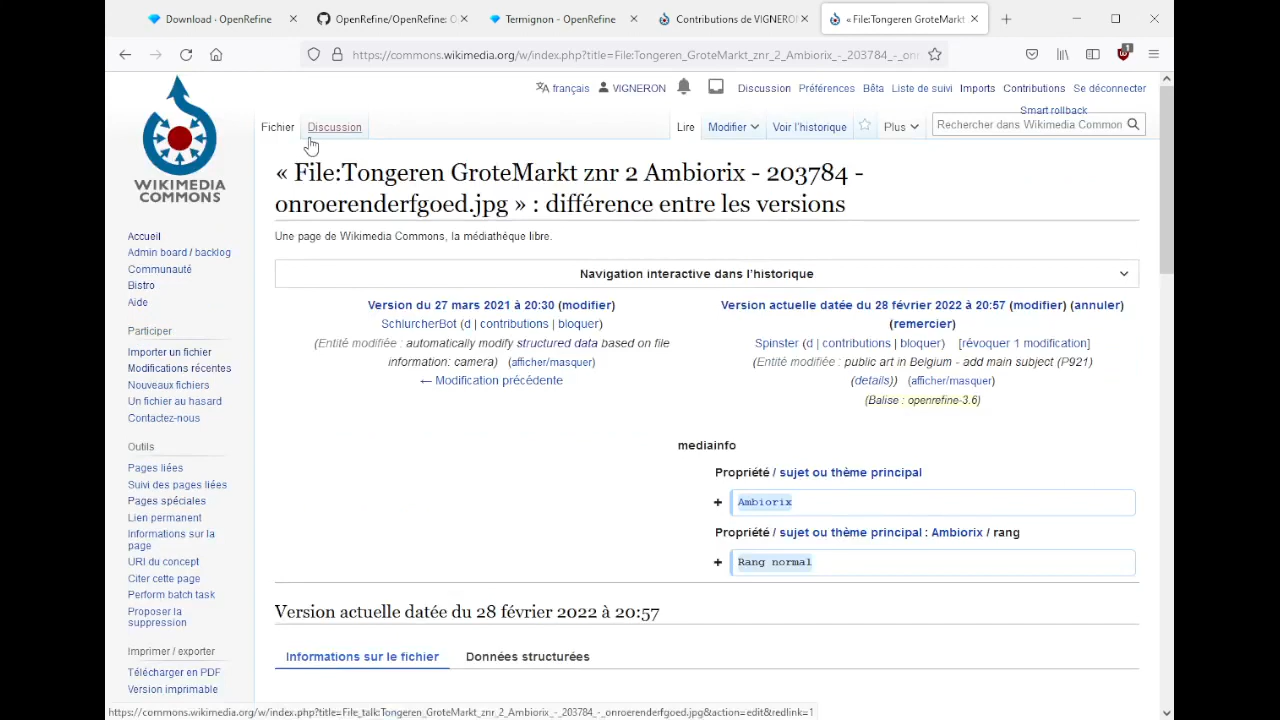 Download · OpenRefine
OpenRefine/OpenRefine: O
Termignon - OpenRefine
Contributions de VIGNERON
« File:Tongeren GroteMarkt
https://commons.wikimedia.org/w/index.php?title=File:Tongeren_GroteMarkt_znr_2_Ambiorix_-_203784_-_onr
1
français VIGNERON Discussion Préférences Bêta Liste de suivi Imports Contributions Se déconnecter
Smart rollback
Fichier Discussion Lire Modifier Voir l'historique Plus Rechercher dans Wikimedia Common
WIKIMEDIA
COMMONS
« File:Tongeren GroteMarkt znr 2 Ambiorix - 203784 -
onroerenderfgoed.jpg » : différence entre les versions
Une page de Wikimedia Commons, la médiathèque libre.
Navigation interactive dans l'historique
Version du 27 mars 2021 à 20:30 (modifier)
SchlurcherBot (d | contributions | bloquer)
(Entité modifiée : automatically modify structured data based on file
information: camera) (afficher/masquer)
← Modification précédente
Version actuelle datée du 28 février 2022 à 20:57 (modifier) (annuler)
(remercier)
Spinster (d | contributions | bloquer) [révoquer 1 modification]
(Entité modifiée : public art in Belgium - add main subject (P921)
(details)) (afficher/masquer)
(Balise : openrefine-3.6)
mediainfo
Propriété / sujet ou thème principal
+ Ambiorix
Propriété / sujet ou thème principal : Ambiorix / rang
+ Rang normal
Version actuelle datée du 28 février 2022 à 20:57
Informations sur le fichier Données structurées
Accueil
Admin board / backlog
Communauté
Bistro
Aide
Participer
Importer un fichier
Modifications récentes
Nouveaux fichiers
Un fichier au hasard
Contactez-nous
Outils
Pages liées
Suivi des pages liées
Pages spéciales
Lien permanent
Informations sur la
page
URI du concept
Citer cette page
Perform batch task
Proposer la
suppression
Imprimer / exporter
Télécharger en PDF
Version imprimable
https://commons.wikimedia.org/w/index.php?title=File_talk:Tongeren_GroteMarkt_znr_2_Ambiorix_-_203784_-_onroerenderfgoed.jpg&action=edit&redlink=1